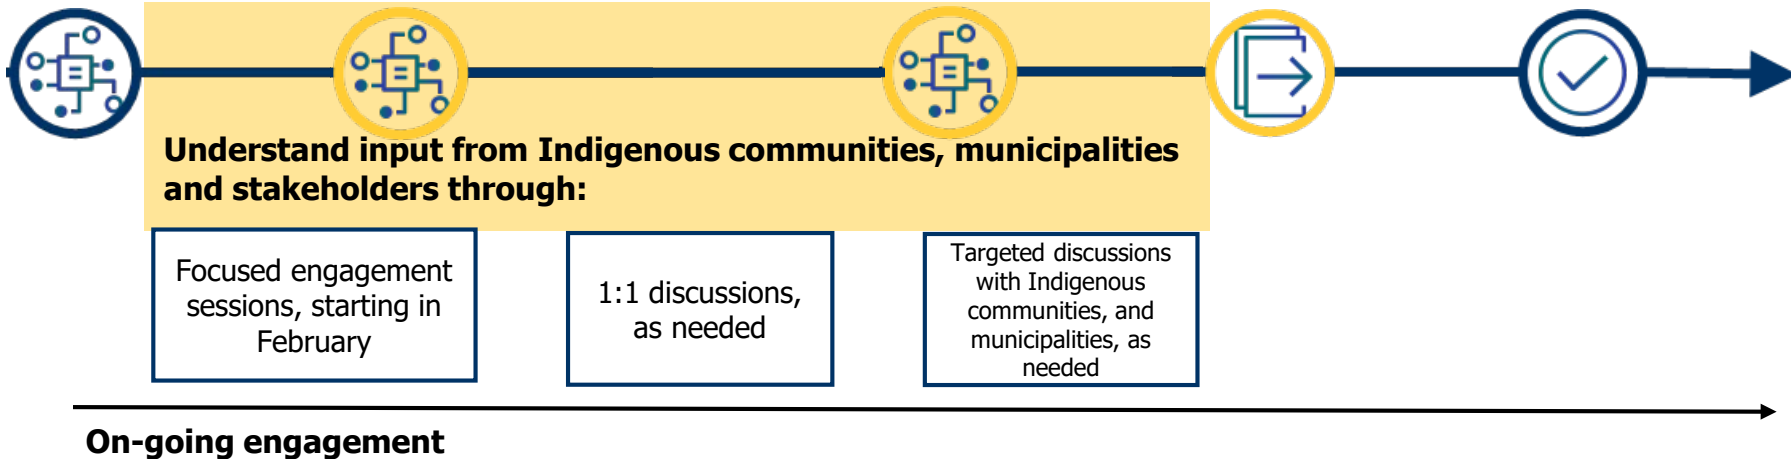 Understand input from Indigenous communities, municipalities
and stakeholders through:
Focused engagement
sessions, starting in
February
1:1 discussions,
as needed
Targeted discussions
with Indigenous
communities, and
municipalities, as
needed
On-going engagement